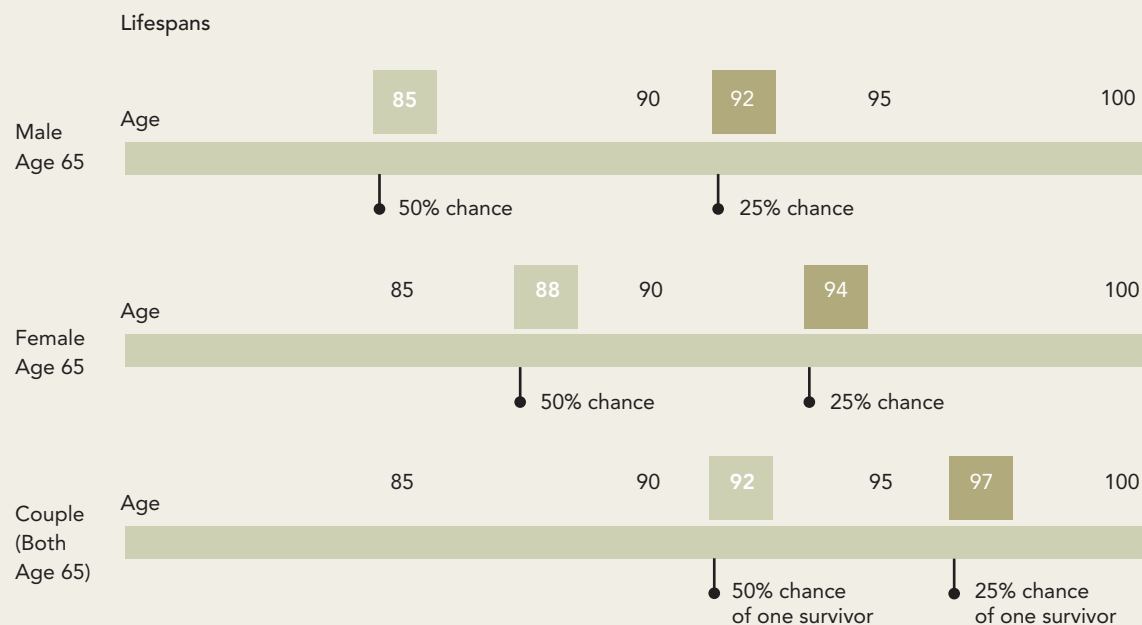 Lifespans
85 90 92 95 100
Age
Male
Age 65
50% chance 25% chance
85 88 90 94 100
Age
Female
Age 65
50% chance 25% chance
85 90 92 95 97 100
Age
Couple
(Both
Age 65)
50% chance 25% chance
of one survivor of one survivor